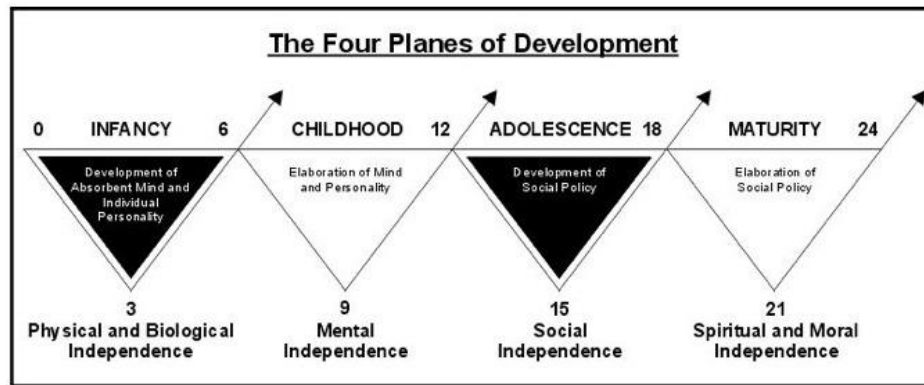 The Four Planes of Development
0 INFANCY 6 CHILDHOOD 12 ADOLESCENCE 18 MATURITY 24
Development of
Absorbent Mind and
Individual
Personality
Elaboration of Mind
and Personality
Development of
Social Policy
Elaboration of
Social Policy
3
Physical and Biological
Independence
9
Mental
Independence
15
Social
Independence
21
Spiritual and Moral
Independence